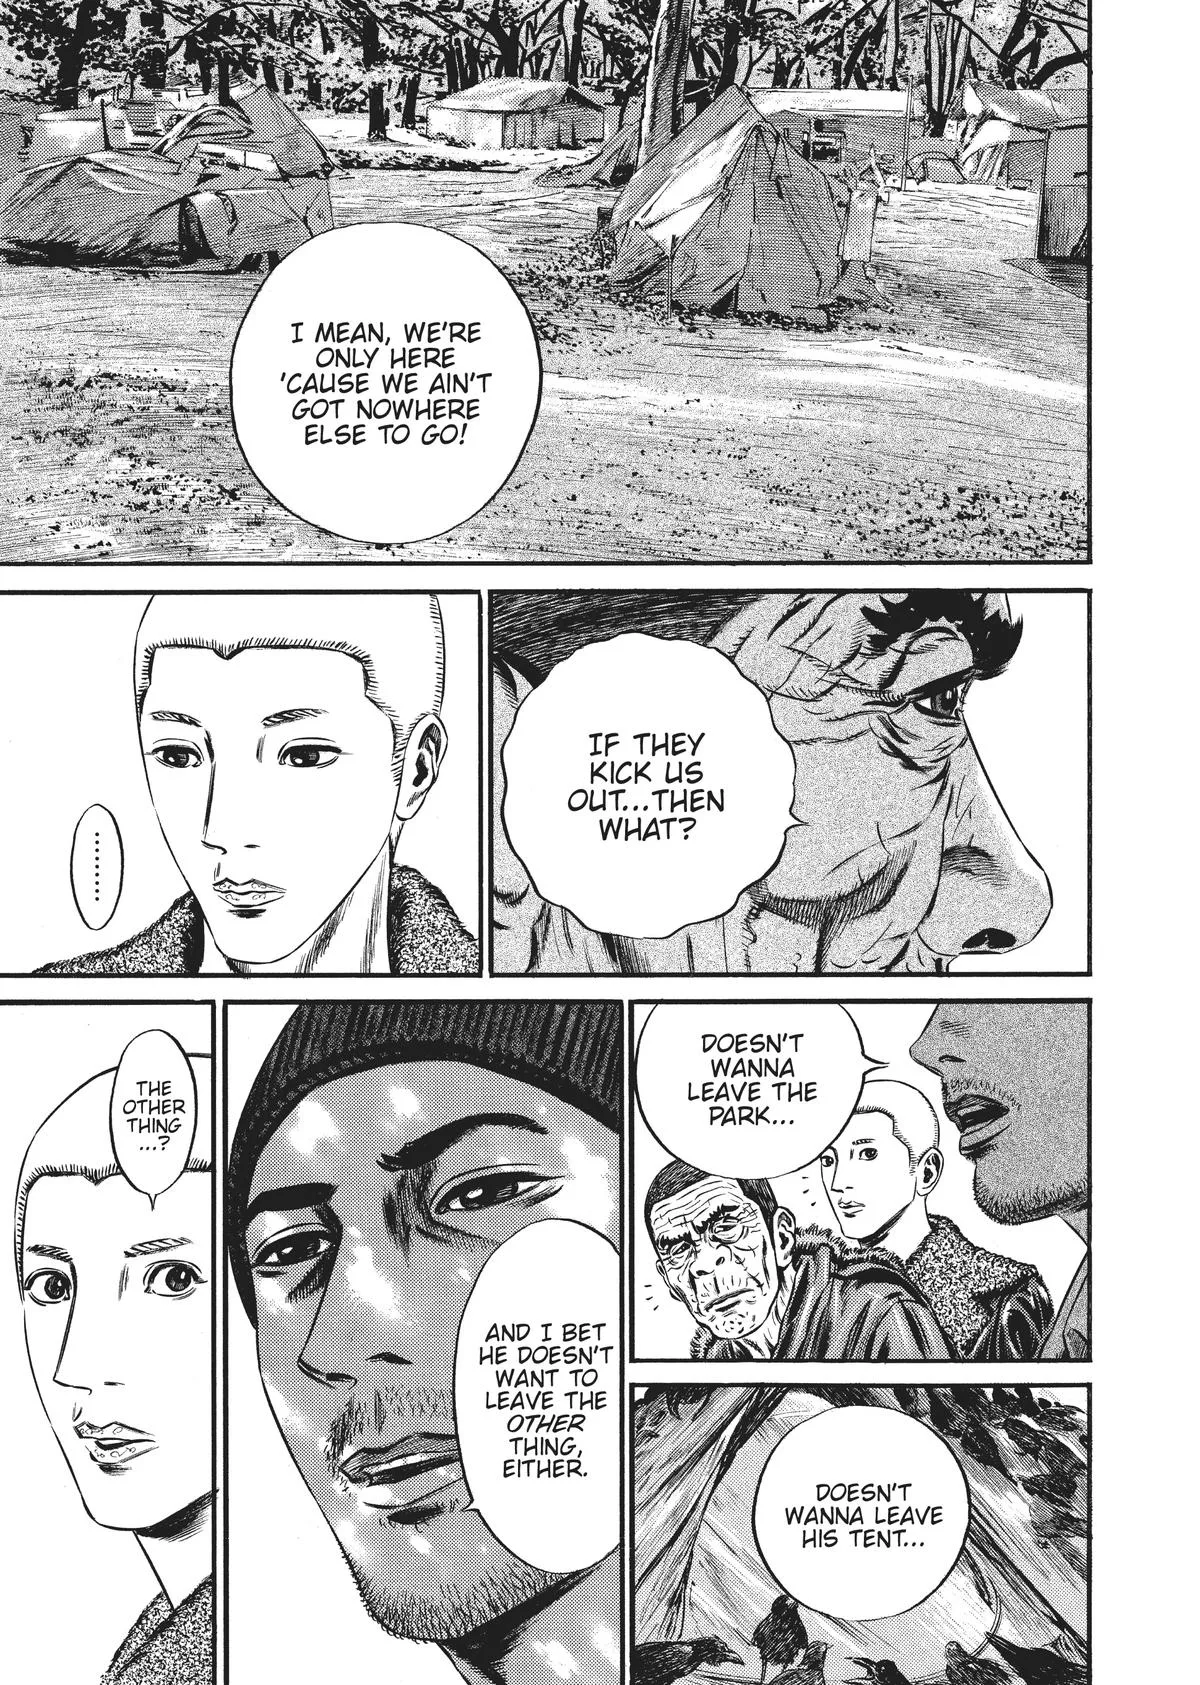 I MEAN, WE'RE
ONLY HERE
'CAUSE WE AIN'T
GOT NOWHERE
ELSE TO GO!
IF THEY
KICK US
OUT...THEN
WHAT?
.........
DOESN'T
WANNA
LEAVE THE
PARK...
DOESN'T
WANNA LEAVE
HIS TENT...
AND I BET
HE DOESN'T
WANT TO
LEAVE THE
OTHER
THING,
EITHER.
THE
OTHER
THING
...?